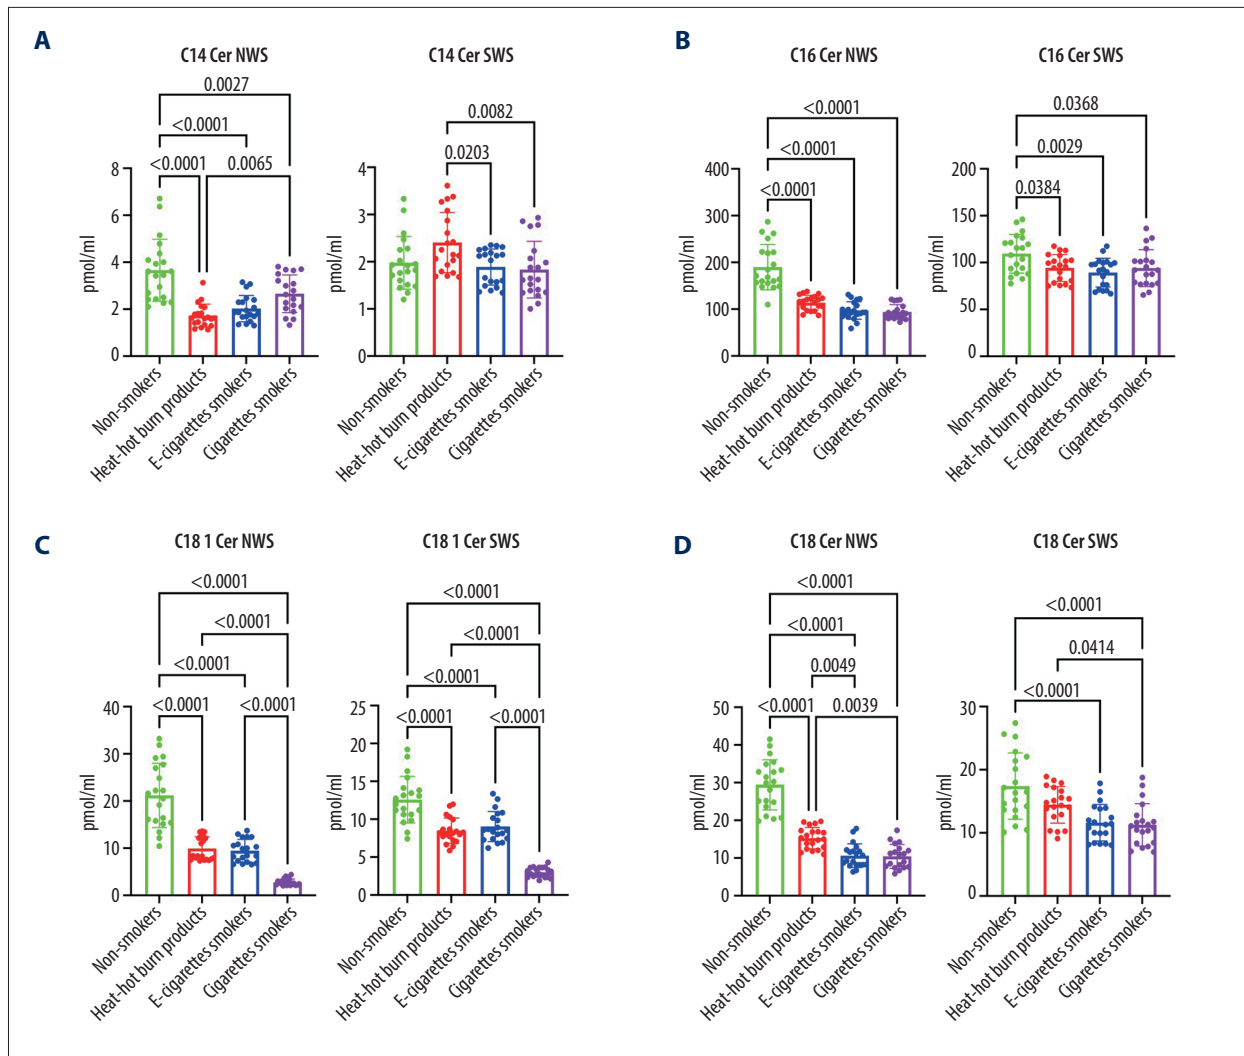 A
C14 Cer NWS
0.0027
<0.0001
<0.0001
0.0065
8
6
4
2
0
pmol/ml
Non-smokers
Heat-hot burn products
E-cigarettes smokers
Cigarettes smokers
C14 Cer SWS
0.0082
0.0203
4
3
2
1
0
pmol/ml
Non-smokers
Heat-hot burn products
E-cigarettes smokers
Cigarettes smokers
B
C16 Cer NWS
<0.0001
<0.0001
<0.0001
400
300
200
100
0
pmol/ml
Non-smokers
Heat-hot burn products
E-cigarettes smokers
Cigarettes smokers
C16 Cer SWS
0.0368
0.0029
0.0384
200
150
100
50
0
pmol/ml
Non-smokers
Heat-hot burn products
E-cigarettes smokers
Cigarettes smokers
C
C18 1 Cer NWS
<0.0001
<0.0001
<0.0001
<0.0001
<0.0001
40
30
20
10
0
pmol/ml
Non-smokers
Heat-hot burn products
E-cigarettes smokers
Cigarettes smokers
C18 1 Cer SWS
<0.0001
<0.0001
<0.0001
<0.0001
<0.0001
25
20
15
10
5
0
pmol/ml
Non-smokers
Heat-hot burn products
E-cigarettes smokers
Cigarettes smokers
D
C18 Cer NWS
<0.0001
<0.0001
0.0049
<0.0001
0.0039
50
40
30
20
10
0
pmol/ml
Non-smokers
Heat-hot burn products
E-cigarettes smokers
Cigarettes smokers
C18 Cer SWS
<0.0001
0.0414
<0.0001
30
20
10
0
pmol/ml
Non-smokers
Heat-hot burn products
E-cigarettes smokers
Cigarettes smokers